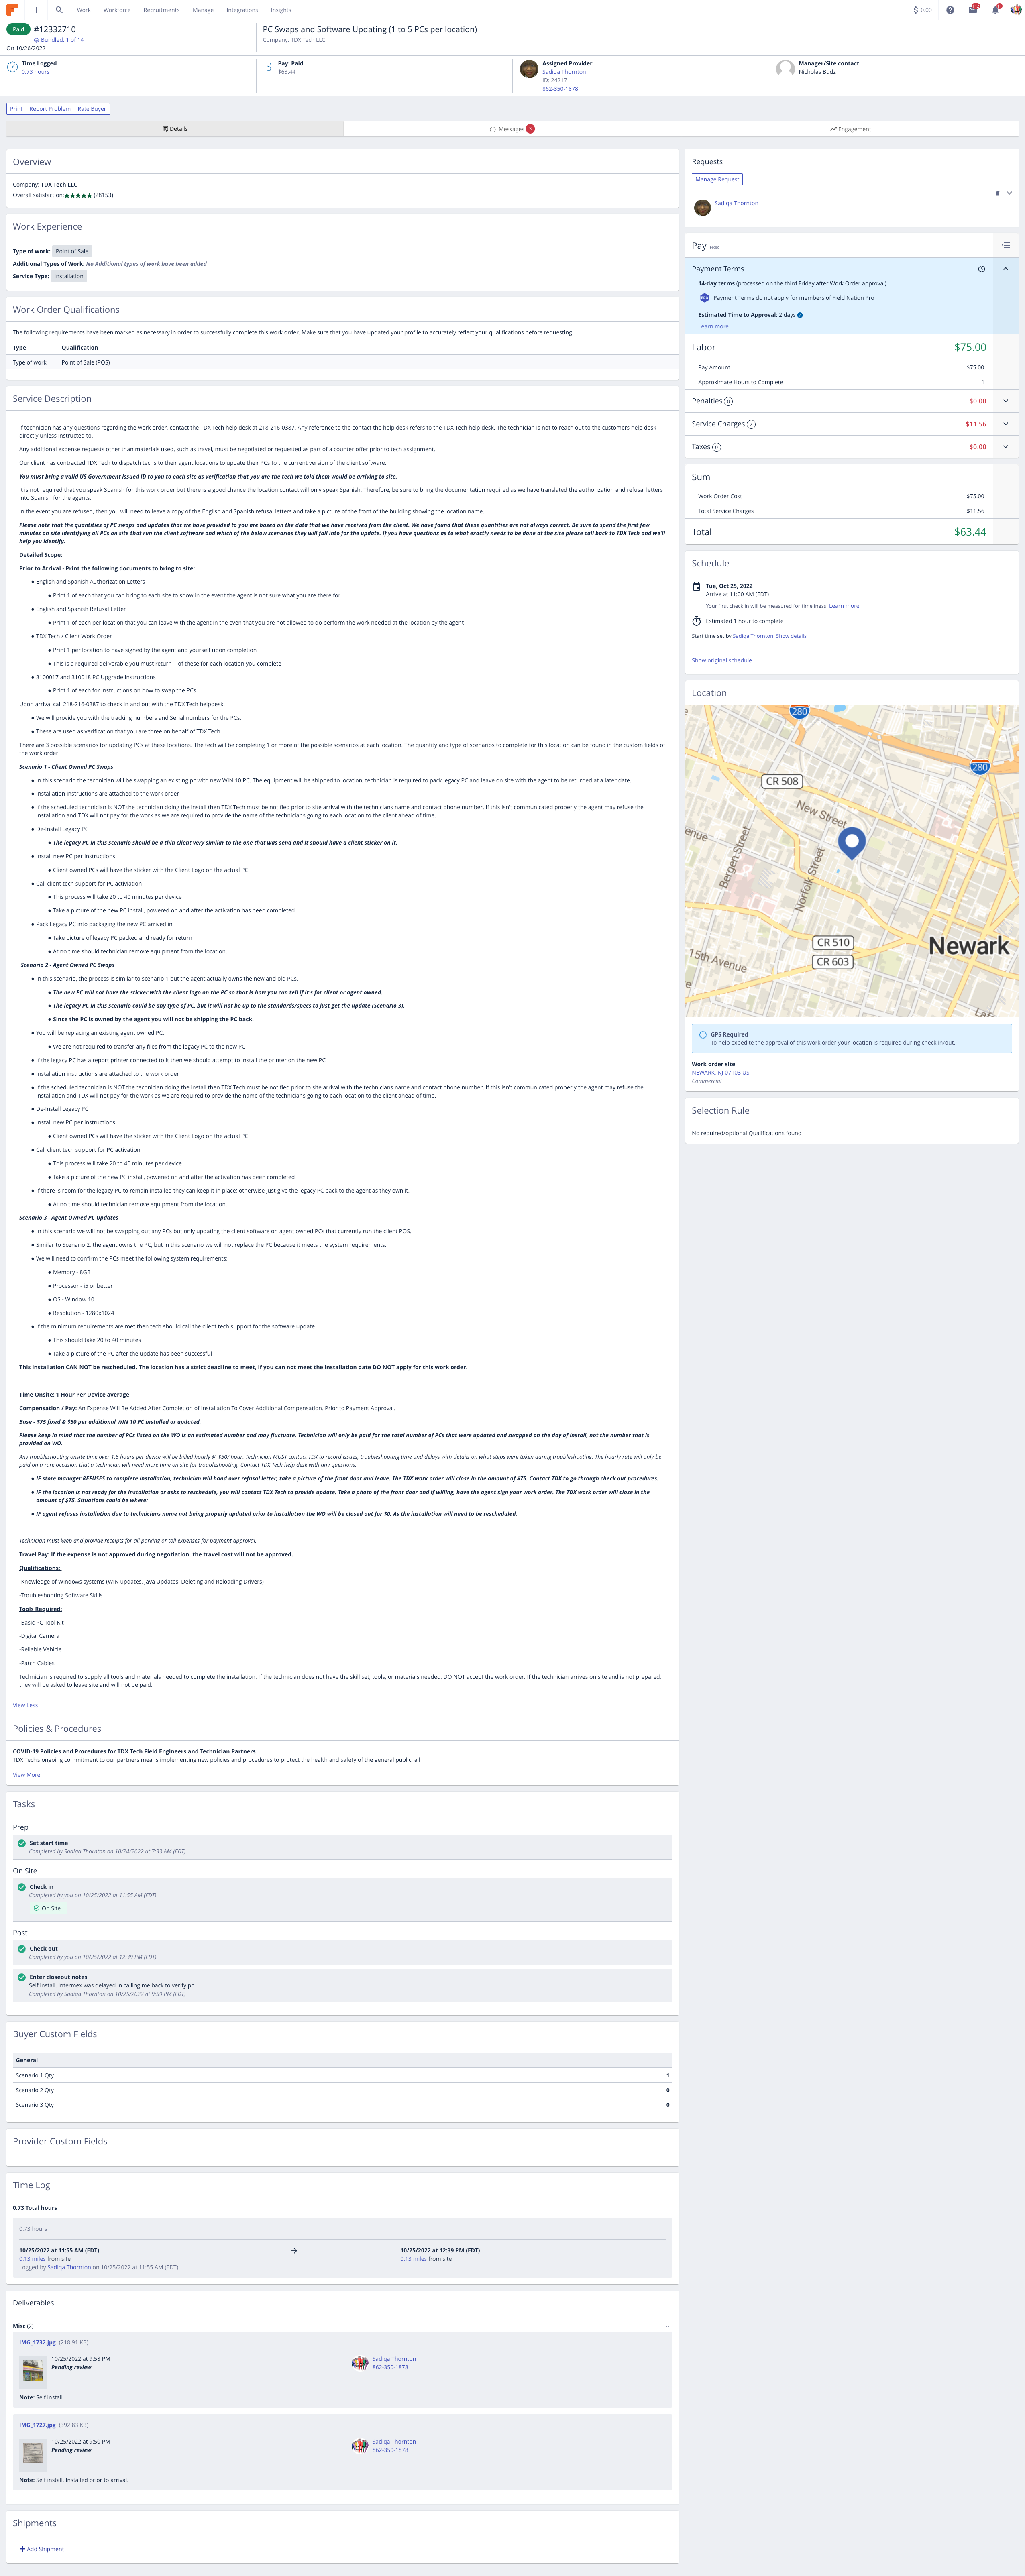 Work Workforce Recruitments Manage Integrations Insights
$ 0.00
Paid #12332710
Bundled: 1 of 14
On 10/26/2022
PC Swaps and Software Updating (1 to 5 PCs per location)
Company: TDX Tech LLC
Time Logged
0.73 hours
Pay: Paid
$63.44
Assigned Provider
Sadiqa Thornton
ID: 24217
862-350-1878
Manager/Site contact
Nicholas Budz
Print Report Problem Rate Buyer
Details
Messages
Engagement
Overview
Company: TDX Tech LLC
Overall satisfaction:★★★★★ (28153)
Work Experience
Type of work: Point of Sale
Additional Types of Work: No Additional types of work have been added
Service Type: Installation
Work Order Qualifications
The following requirements have been marked as necessary in order to successfully complete this work order. Make sure that you have updated your profile to accurately reflect your qualifications before requesting.
Type Qualification
Type of work Point of Sale (POS)
Service Description
If technician has any questions regarding the work order, contact the TDX Tech help desk at 218-216-0387. Any reference to the contact the help desk refers to the TDX Tech help desk. The technician is not to reach out to the customers help desk
directly unless instructed to.
Any additional expense requests other than materials used, such as travel, must be negotiated or requested as part of a counter offer prior to tech assignment.
Our client has contracted TDX Tech to dispatch techs to their agent locations to update their PCs to the current version of the client software.
You must bring a valid US Government issued ID to you to each site as verification that you are the tech we told them would be arriving to site.
It is not required that you speak Spanish for this work order but there is a good chance the location contact will only speak Spanish. Therefore, be sure to bring the documentation required as we have translated the authorization and refusal letters
into Spanish for the agents.
In the event you are refused, then you will need to leave a copy of the English and Spanish refusal letters and take a picture of the front of the building showing the location name.
Please note that the quantities of PC swaps and updates that we have provided to you are based on the data that we have received from the client. We have found that these quantities are not always correct. Be sure to spend the first few
minutes on site identifying all PCs on site that run the client software and which of the below scenarios they will fall into for the update. If you have questions as to what exactly needs to be done at the site please call back to TDX Tech and we'll
help you identify.
Detailed Scope:
Prior to Arrival - Print the following documents to bring to site:
● English and Spanish Authorization Letters
● Print 1 of each that you can bring to each site to show in the event the agent is not sure what you are there for
● English and Spanish Refusal Letter
● Print 1 of each per location that you can leave with the agent in the even that you are not allowed to do perform the work needed at the location by the agent
● TDX Tech / Client Work Order
● Print 1 per location to have signed by the agent and yourself upon completion
● This is a required deliverable you must return 1 of these for each location you complete
● 3100017 and 310018 PC Upgrade Instructions
● Print 1 of each for instructions on how to swap the PCs
Upon arrival call 218-216-0387 to check in and out with the TDX Tech helpdesk.
● We will provide you with the tracking numbers and Serial numbers for the PCs.
● These are used as verification that you are three on behalf of TDX Tech.
There are 3 possible scenarios for updating PCs at these locations. The tech will be completing 1 or more of the possible scenarios at each location. The quantity and type of scenarios to complete for this location can be found in the custom fields of
the work order.
Scenario 1 - Client Owned PC Swaps
● In this scenario the technician will be swapping an existing pc with new WIN 10 PC. The equipment will be shipped to location, technician is required to pack legacy PC and leave on site with the agent to be returned at a later date.
● Installation instructions are attached to the work order
● If the scheduled technician is NOT the technician doing the install then TDX Tech must be notified prior to site arrival with the technicians name and contact phone number. If this isn't communicated properly the agent may refuse the
installation and TDX will not pay for the work as we are required to provide the name of the technicians going to each location to the client ahead of time.
● De-Install Legacy PC
● The legacy PC in this scenario should be a thin client very similar to the one that was send and it should have a client sticker on it.
● Install new PC per instructions
● Client owned PCs will have the sticker with the Client Logo on the actual PC
● Call client tech support for PC activiation
● This process will take 20 to 40 minutes per device
● Take a picture of the new PC install, powered on and after the activation has been completed
● Pack Legacy PC into packaging the new PC arrived in
● Take picture of legacy PC packed and ready for return
● At no time should technician remove equipment from the location.
Scenario 2 - Agent Owned PC Swaps
● In this scenario, the process is similar to scenario 1 but the agent actually owns the new and old PCs.
● The new PC will not have the sticker with the client logo on the PC so that is how you can tell if it's for client or agent owned.
● The legacy PC in this scenario could be any type of PC, but it will not be up to the standards/specs to just get the update (Scenario 3).
● Since the PC is owned by the agent you will not be shipping the PC back.
● You will be replacing an existing agent owned PC.
● We are not required to transfer any files from the legacy PC to the new PC
● If the legacy PC has a report printer connected to it then we should attempt to install the printer on the new PC
● Installation instructions are attached to the work order
● If the scheduled technician is NOT the technician doing the install then TDX Tech must be notified prior to site arrival with the technicians name and contact phone number. If this isn't communicated properly the agent may refuse the
installation and TDX will not pay for the work as we are required to provide the name of the technicians going to each location to the client ahead of time.
● De-Install Legacy PC
● Install new PC per instructions
● Client owned PCs will have the sticker with the Client Logo on the actual PC
● Call client tech support for PC activation
● This process will take 20 to 40 minutes per device
● Take a picture of the new PC install, powered on and after the activation has been completed
● If there is room for the legacy PC to remain installed they can keep it in place; otherwise just give the legacy PC back to the agent as they own it.
● At no time should technician remove equipment from the location.
Scenario 3 - Agent Owned PC Updates
● In this scenario we will not be swapping out any PCs but only updating the client software on agent owned PCs that currently run the client POS.
● Similar to Scenario 2, the agent owns the PC, but in this scenario we will not replace the PC because it meets the system requirements.
● We will need to confirm the PCs meet the following system requirements:
● Memory - 8GB
● Processor - i5 or better
● OS - Window 10
● Resolution - 1280x1024
● If the minimum requirements are met then tech should call the client tech support for the software update
● This should take 20 to 40 minutes
● Take a picture of the PC after the update has been successful
This installation CAN NOT be rescheduled. The location has a strict deadline to meet, if you can not meet the installation date DO NOT apply for this work order.
Time Onsite: 1 Hour Per Device average
Compensation / Pay: An Expense Will Be Added After Completion of Installation To Cover Additional Compensation. Prior to Payment Approval.
Base - $75 fixed & $50 per additional WIN 10 PC installed or updated.
Please keep in mind that the number of PCs listed on the WO is an estimated number and may fluctuate. Technician will only be paid for the total number of PCs that were updated and swapped on the day of install, not the number that is
provided on WO.
Any troubleshooting onsite time over 1.5 hours per device will be billed hourly @ $50/ hour. Technician MUST contact TDX to record issues, troubleshooting time and delays with details on what steps were taken during troubleshooting. The hourly rate will only be
paid on a rare occasion that a technician will need more time on site for troubleshooting. Contact TDX Tech help desk with any questions.
● IF store manager REFUSES to complete installation, technician will hand over refusal letter, take a picture of the front door and leave. The TDX work order will close in the amount of $75. Contact TDX to go through check out procedures.
● IF the location is not ready for the installation or asks to reschedule, you will contact TDX Tech to provide update. Take a photo of the front door and if willing, have the agent sign your work order. The TDX work order will close in the
amount of $75. Situations could be where:
● IF agent refuses installation due to technicians name not being properly updated prior to installation the WO will be closed out for $0. As the installation will need to be rescheduled.
Technician must keep and provide receipts for all parking or toll expenses for payment approval.
Travel Pay: If the expense is not approved during negotiation, the travel cost will not be approved.
Qualifications:
-Knowledge of Windows systems (WIN updates, Java Updates, Deleting and Reloading Drivers)
-Troubleshooting Software Skills
Tools Required:
-Basic PC Tool Kit
-Digital Camera
-Reliable Vehicle
-Patch Cables
Technician is required to supply all tools and materials needed to complete the installation. If the technician does not have the skill set, tools, or materials needed, DO NOT accept the work order. If the technician arrives on site and is not prepared,
they will be asked to leave site and will not be paid.
View Less
Policies & Procedures
COVID-19 Policies and Procedures for TDX Tech Field Engineers and Technician Partners
TDX Tech's ongoing commitment to our partners means implementing new policies and procedures to protect the health and safety of the general public, all
View More
Tasks
Prep
Set start time
Completed by Sadiqa Thornton on 10/24/2022 at 7:33 AM (EDT)
On Site
Check in
Completed by you on 10/25/2022 at 11:55 AM (EDT)
On Site
Post
Check out
Completed by you on 10/25/2022 at 12:39 PM (EDT)
Enter closeout notes
Self install. Intermex was delayed in calling me back to verify pc
Completed by Sadiqa Thornton on 10/25/2022 at 9:59 PM (EDT)
Buyer Custom Fields
General
Scenario 1 Qty 1
Scenario 2 Qty 0
Scenario 3 Qty 0
Provider Custom Fields
Time Log
0.73 Total hours
0.73 hours
10/25/2022 at 11:55 AM (EDT) → 10/25/2022 at 12:39 PM (EDT)
0.13 miles from site 0.13 miles from site
Logged by Sadiqa Thornton on 10/25/2022 at 11:55 AM (EDT)
Deliverables
Misc (2)
IMG_1732.jpg (218.91 KB)
10/25/2022 at 9:58 PM
Pending review
Sadiqa Thornton
862-350-1878
Note: Self install
IMG_1727.jpg (392.83 KB)
10/25/2022 at 9:50 PM
Pending review
Sadiqa Thornton
862-350-1878
Note: Self install. Installed prior to arrival.
Shipments
+ Add Shipment
Requests
Manage Request
Sadiqa Thornton
Pay Fixed
Payment Terms
14-day terms (processed on the third Friday after Work Order approval)
Payment Terms do not apply for members of Field Nation Pro
Estimated Time to Approval: 2 days
Learn more
Labor $75.00
Pay Amount $75.00
Approximate Hours to Complete 1
Penalties 0 $0.00
Service Charges 2 $11.56
Taxes 0 $0.00
Sum
Work Order Cost $75.00
Total Service Charges $11.56
Total $63.44
Schedule
Tue, Oct 25, 2022
Arrive at 11:00 AM (EDT)
Your first check in will be measured for timeliness. Learn more
Estimated 1 hour to complete
Start time set by Sadiqa Thornton. Show details
Show original schedule
Location
280
280
CR 508
New Street
Bergen Street
Norfolk Street
CR 510
CR 603
Newark
15th Avenue
GPS Required
To help expedite the approval of this work order your location is required during check in/out.
Work order site
NEWARK, NJ 07103 US
Commercial
Selection Rule
No required/optional Qualifications found